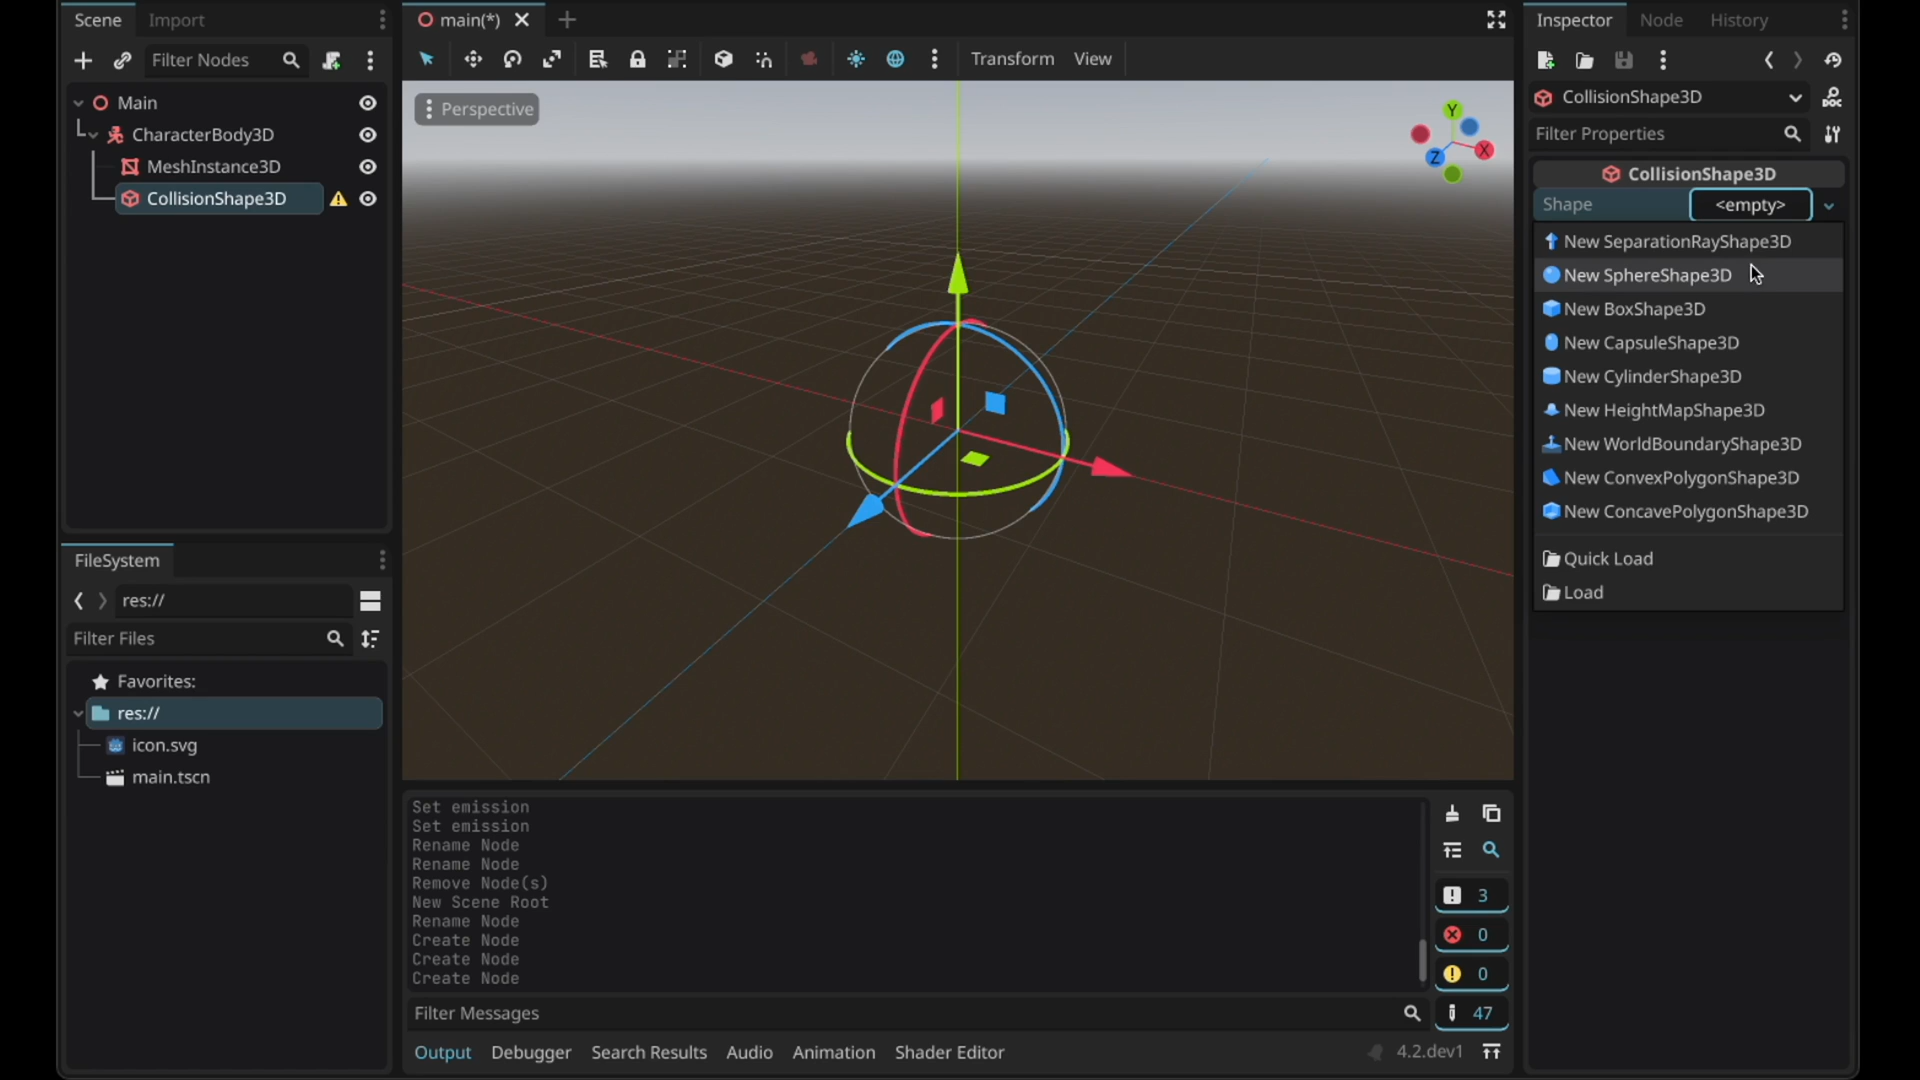 Scene
Import
Filter Nodes
Main
CharacterBody3D
MeshInstance3D
CollisionShape3D
FileSystem
res://
Filter Files
Favorites:
res://
icon.svg
main.tscn
main(*)
Transform
View
Perspective
Y
X
Z
Set emission
Set emission
Rename Node
Rename Node
Remove Node(s)
New Scene Root
Rename Node
Create Node
Create Node
Create Node
3
0
0
47
Filter Messages
Output
Debugger
Search Results
Audio
Animation
Shader Editor
4.2.dev1
Inspector
Node
History
CollisionShape3D
DOC
Filter Properties
CollisionShape3D
Shape
<empty>
New SeparationRayShape3D
New SphereShape3D
New BoxShape3D
New CapsuleShape3D
New CylinderShape3D
New HeightMapShape3D
New WorldBoundaryShape3D
New ConvexPolygonShape3D
New ConcavePolygonShape3D
Quick Load
Load